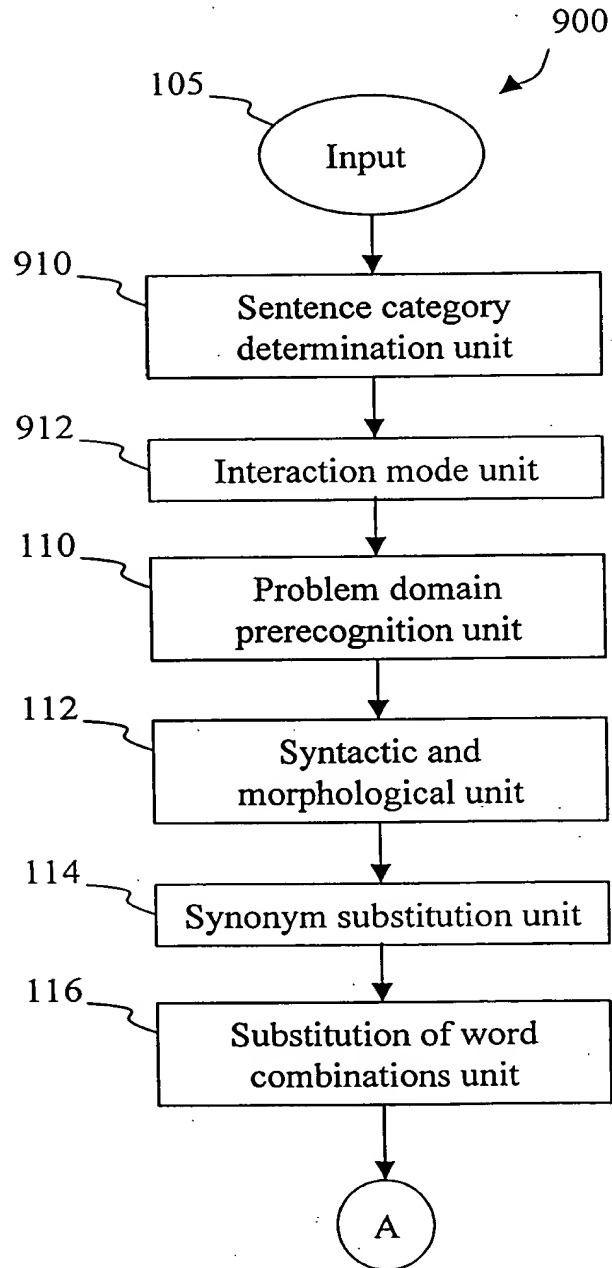 900
105
Input
910
Sentence category
determination unit
912
Interaction mode unit
110
Problem domain
prerecognition unit
112
Syntactic and
morphological unit
114
Synonym substitution unit
116
Substitution of word
combinations unit
A